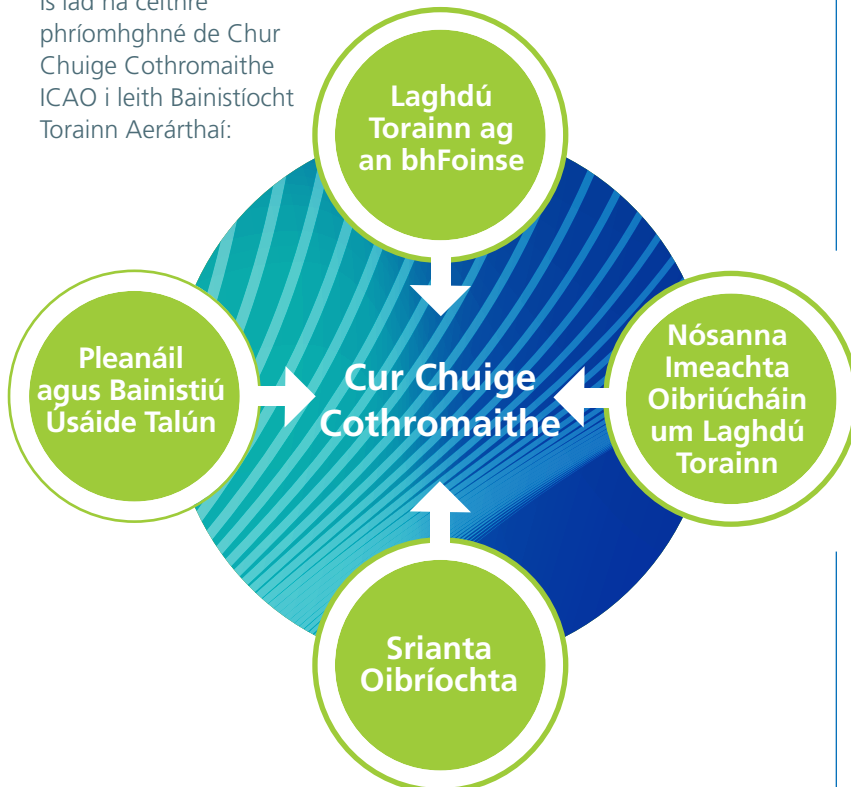 Is iad na ceithre
phríomhghné de Chur
Chuige Cothromaithe
ICAO i leith Bainistíocht
Torainn Aerárthaí:
Laghdú
Torainn ag
an bhFoinse
Pleanáil
agus Bainistiú
Úsáide Talún
Cur Chuige
Cothromaithe
Nósanna
Imeachta
Oibriúcháin
um Laghdú
Torainn
Srianta
Oibríochta